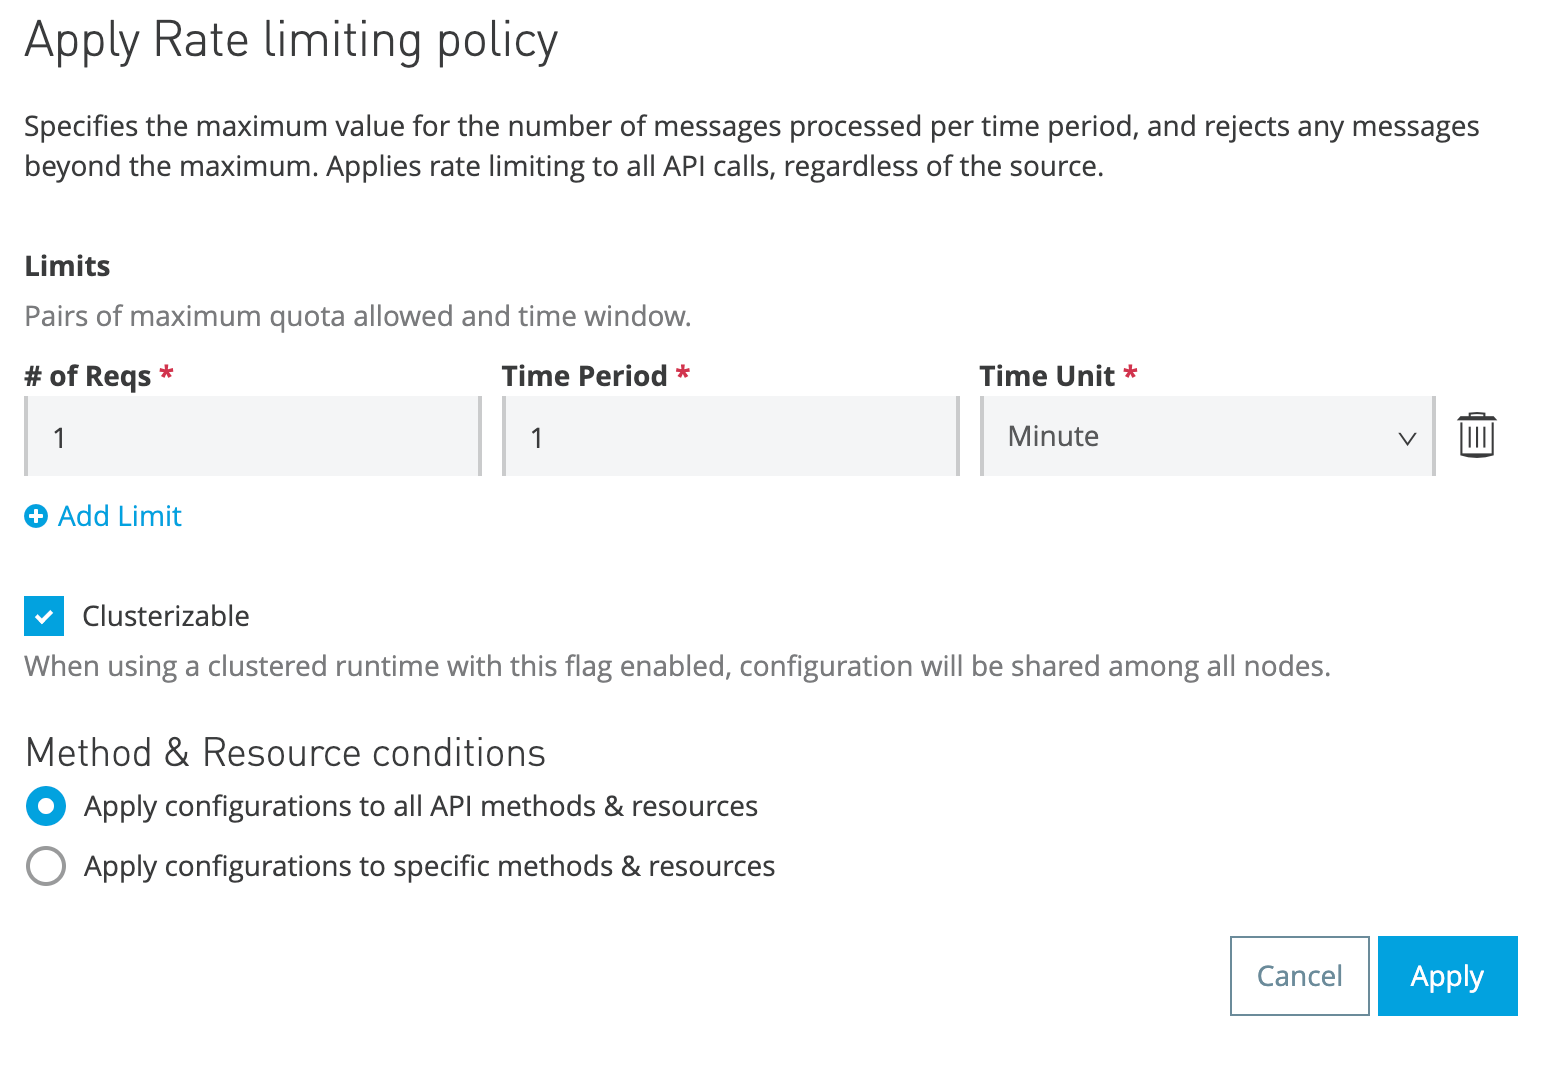 Apply Rate limiting policy
Specifies the maximum value for the number of messages processed per time period, and rejects any messages
beyond the maximum. Applies rate limiting to all API calls, regardless of the source.
Limits
Pairs of maximum quota allowed and time window.
# of Reqs * Time Period * Time Unit *
1 1 Minute
Add Limit
Clusterizable
When using a clustered runtime with this flag enabled, configuration will be shared among all nodes.
Method & Resource conditions
Apply configurations to all API methods & resources
Apply configurations to specific methods & resources
Cancel Apply